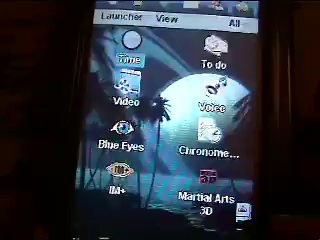 Launcher View All
Time To do
Video Voice
Blue Eyes Chronome...
IM+ Martial Arts
3D